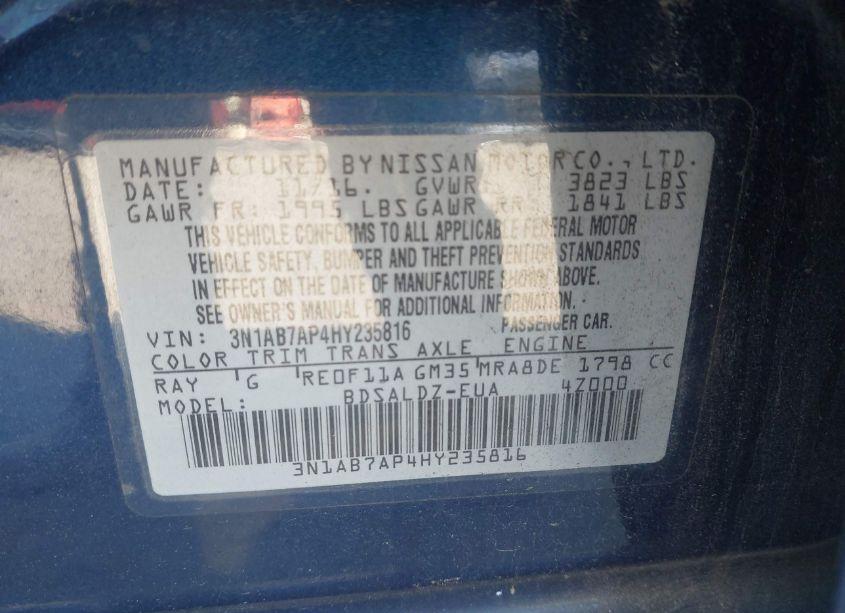 MANUFACTURED BY NISSAN MOTOR CO., LTD.
DATE: 11/16. GVWR: 3823 LBS
GAWR FR: 1995 LBS GAWR RR: 1841 LBS
THIS VEHICLE CONFORMS TO ALL APPLICABLE FEDERAL MOTOR
VEHICLE SAFETY, BUMPER AND THEFT PREVENTION STANDARDS
IN EFFECT ON THE DATE OF MANUFACTURE SHOWN ABOVE.
SEE OWNER'S MANUAL FOR ADDITIONAL INFORMATION.
VIN: 3N1AB7AP4HY235816 PASSENGER CAR.
COLOR TRIM TRANS AXLE ENGINE
RAY G RE0F11A GM35 MRA8DE 1798 CC
MODEL: BDSALDZ-EUA 4Z000
3N1AB7AP4HY235816